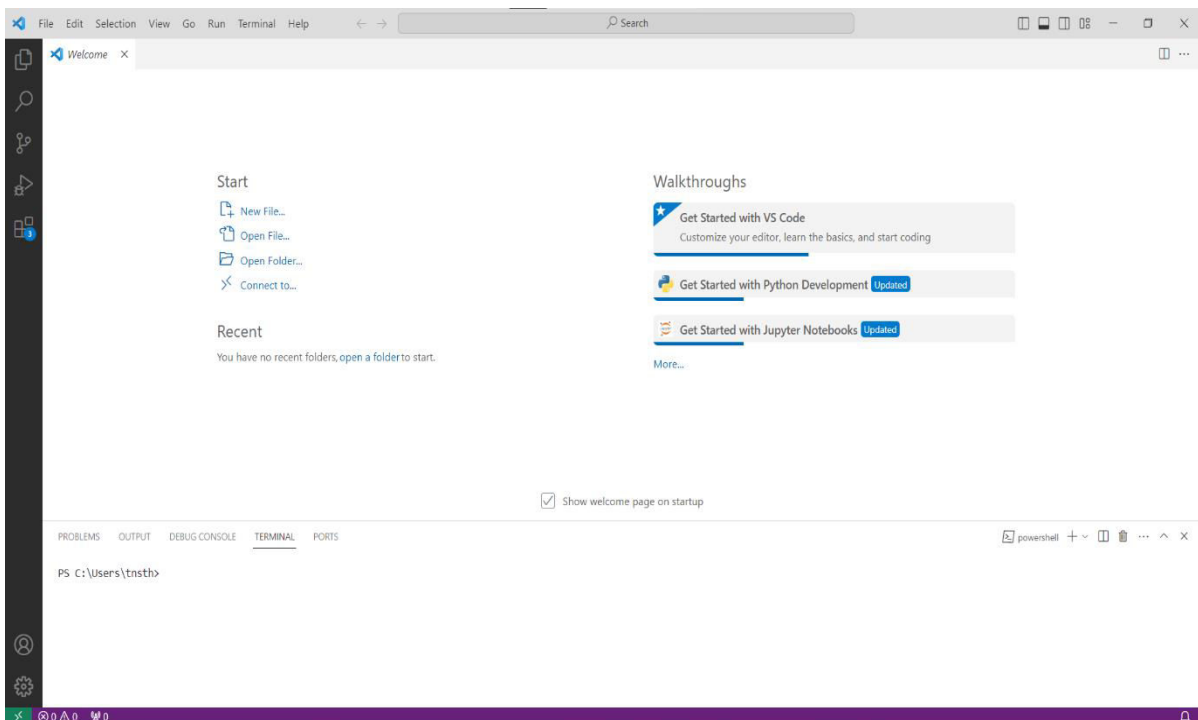 File Edit Selection View Go Run Terminal Help Search
Welcome
Start
New File...
Open File...
Open Folder...
Connect to...
Recent
You have no recent folders, open a folder to start.
Walkthroughs
Get Started with VS Code
Customize your editor, learn the basics, and start coding
Get Started with Python Development Updated
Get Started with Jupyter Notebooks Updated
More...
3
Show welcome page on startup
PROBLEMS OUTPUT DEBUG CONSOLE TERMINAL PORTS
powershell
PS C:\Users\tnsth>
0 0 0